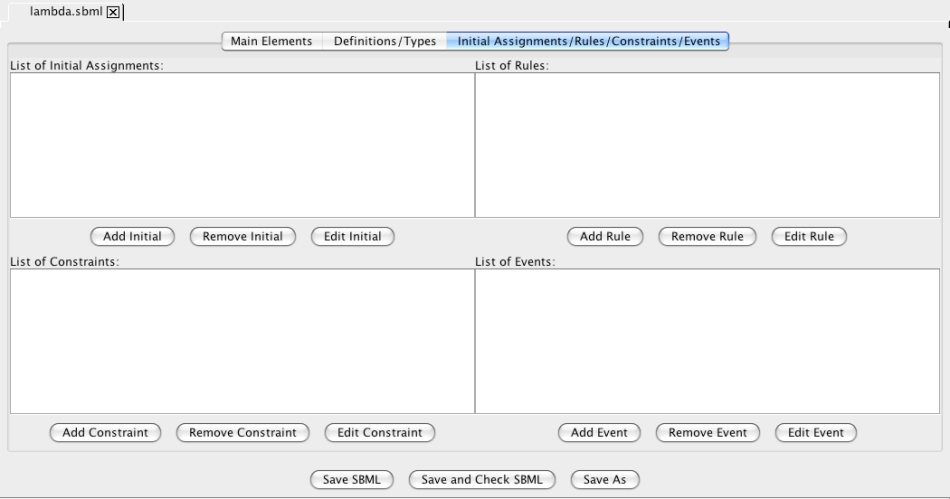 lambda.sbml
Main Elements Definitions/Types Initial Assignments/Rules/Constraints/Events
List of Initial Assignments: List of Rules:
Add Initial Remove Initial Edit Initial Add Rule Remove Rule Edit Rule
List of Constraints: List of Events:
Add Constraint Remove Constraint Edit Constraint Add Event Remove Event Edit Event
Save SBML Save and Check SBML Save As